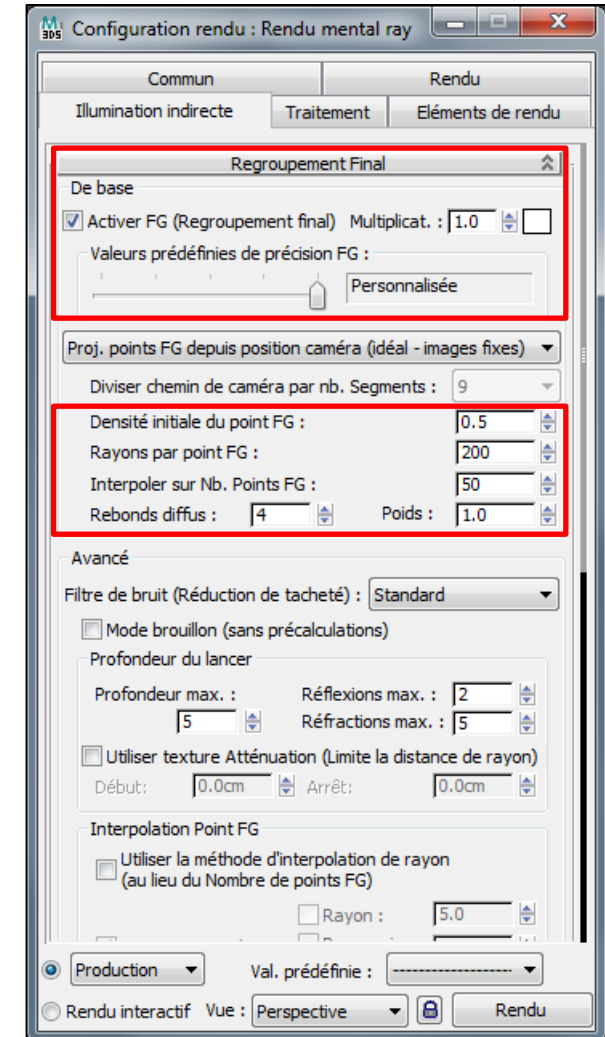 Configuration rendu : Rendu mental ray
Commun Rendu
Illumination indirecte Traitement Eléments de rendu
Regroupement Final
De base
Activer FG (Regroupement final) Multiplicat. : 1.0
Valeurs prédéfinies de précision FG :
Personnalisée
Proj. points FG depuis position caméra (idéal - images fixes)
Diviser chemin de caméra par nb. Segments : 9
Densité initiale du point FG : 0.5
Rayons par point FG : 200
Interpoler sur Nb. Points FG : 50
Rebonds diffus : 4 Poids : 1.0
Avancé
Filtre de bruit (Réduction de tacheté) : Standard
Mode brouillon (sans précalculations)
Profondeur du lancer
Profondeur max. : Réflexions max. : 2
5 Réfractions max. : 5
Utiliser texture Atténuation (Limite la distance de rayon)
Début: 0.0cm Arrêt: 0.0cm
Interpolation Point FG
Utiliser la méthode d'interpolation de rayon
(au lieu du Nombre de points FG)
Rayon : 5.0
Production Val. prédéfinie : --------------------
Rendu interactif Vue : Perspective Rendu